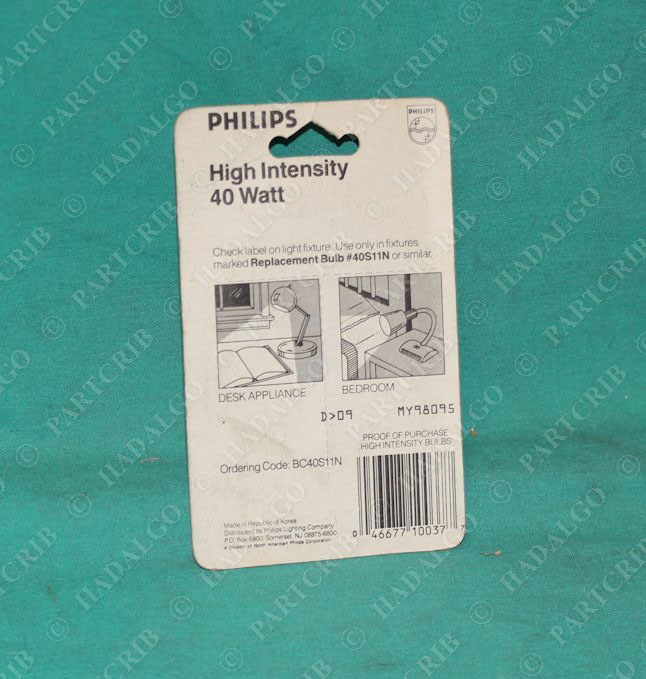 PHILIPS
PHILIPS
High Intensity
40 Watt
Check label on light fixture. Use only in fixtures
marked Replacement Bulb #40S11N or similar.
DESK APPLIANCE
BEDROOM
D>09 MY98095
PROOF OF PURCHASE
HIGH INTENSITY BULBS
Ordering Code: BC40S11N
0 46677 10037 7
Made in Republic of Korea
Distributed by Philips Lighting Company
P.O. Box 6800, Somerset, NJ 08875-6800
A Division of North American Philips Corporation
© PARTCRIB
© HADALGO